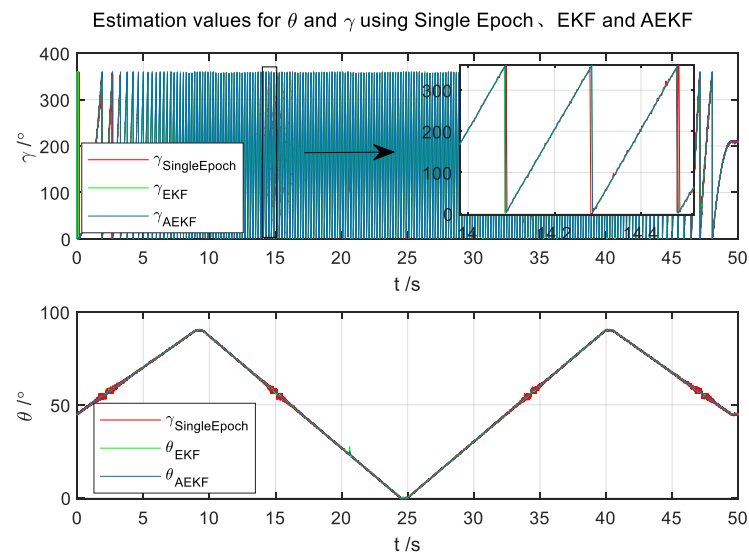 Estimation values for θ and γ using Single Epoch、EKF and AEKF
400
300
200
100
0
γ /°
γSingleEpoch
γEKF
γAEKF
300
200
100
0
14
14.2
14.4
0 5 10 15 20 25 30 35 40 45 50
t /s
100
50
0
θ /°
γSingleEpoch
θEKF
θAEKF
0 5 10 15 20 25 30 35 40 45 50
t /s